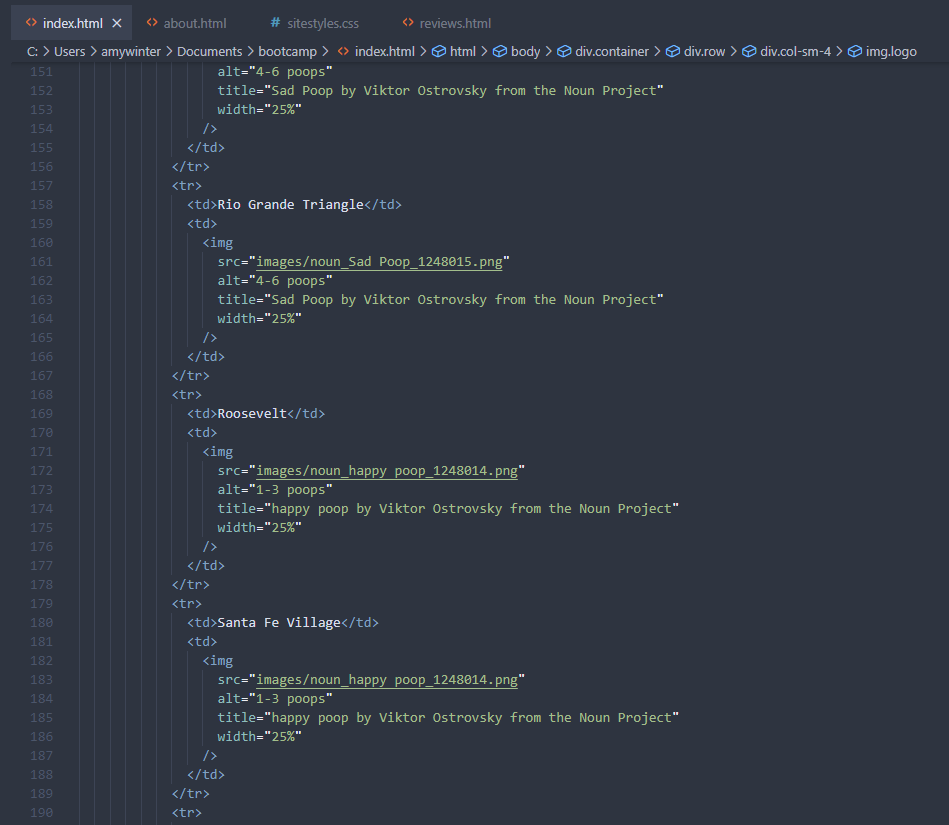 index.html about.html # sitestyles.css reviews.html
C: > Users > amywinter > Documents > bootcamp > index.html > html > body > div.container > div.row > div.col-sm-4 > img.logo
151 alt="4-6 poops"
152 title="Sad Poop by Viktor Ostrovsky from the Noun Project"
153 width="25%"
154 />
155 </td>
156 </tr>
157 <tr>
158 <td>Rio Grande Triangle</td>
159 <td>
160 <img
161 src="images/noun_Sad Poop_1248015.png"
162 alt="4-6 poops"
163 title="Sad Poop by Viktor Ostrovsky from the Noun Project"
164 width="25%"
165 />
166 </td>
167 </tr>
168 <tr>
169 <td>Roosevelt</td>
170 <td>
171 <img
172 src="images/noun_happy poop_1248014.png"
173 alt="1-3 poops"
174 title="happy poop by Viktor Ostrovsky from the Noun Project"
175 width="25%"
176 />
177 </td>
178 </tr>
179 <tr>
180 <td>Santa Fe Village</td>
181 <td>
182 <img
183 src="images/noun_happy poop_1248014.png"
184 alt="1-3 poops"
185 title="happy poop by Viktor Ostrovsky from the Noun Project"
186 width="25%"
187 />
188 </td>
189 </tr>
190 <tr>